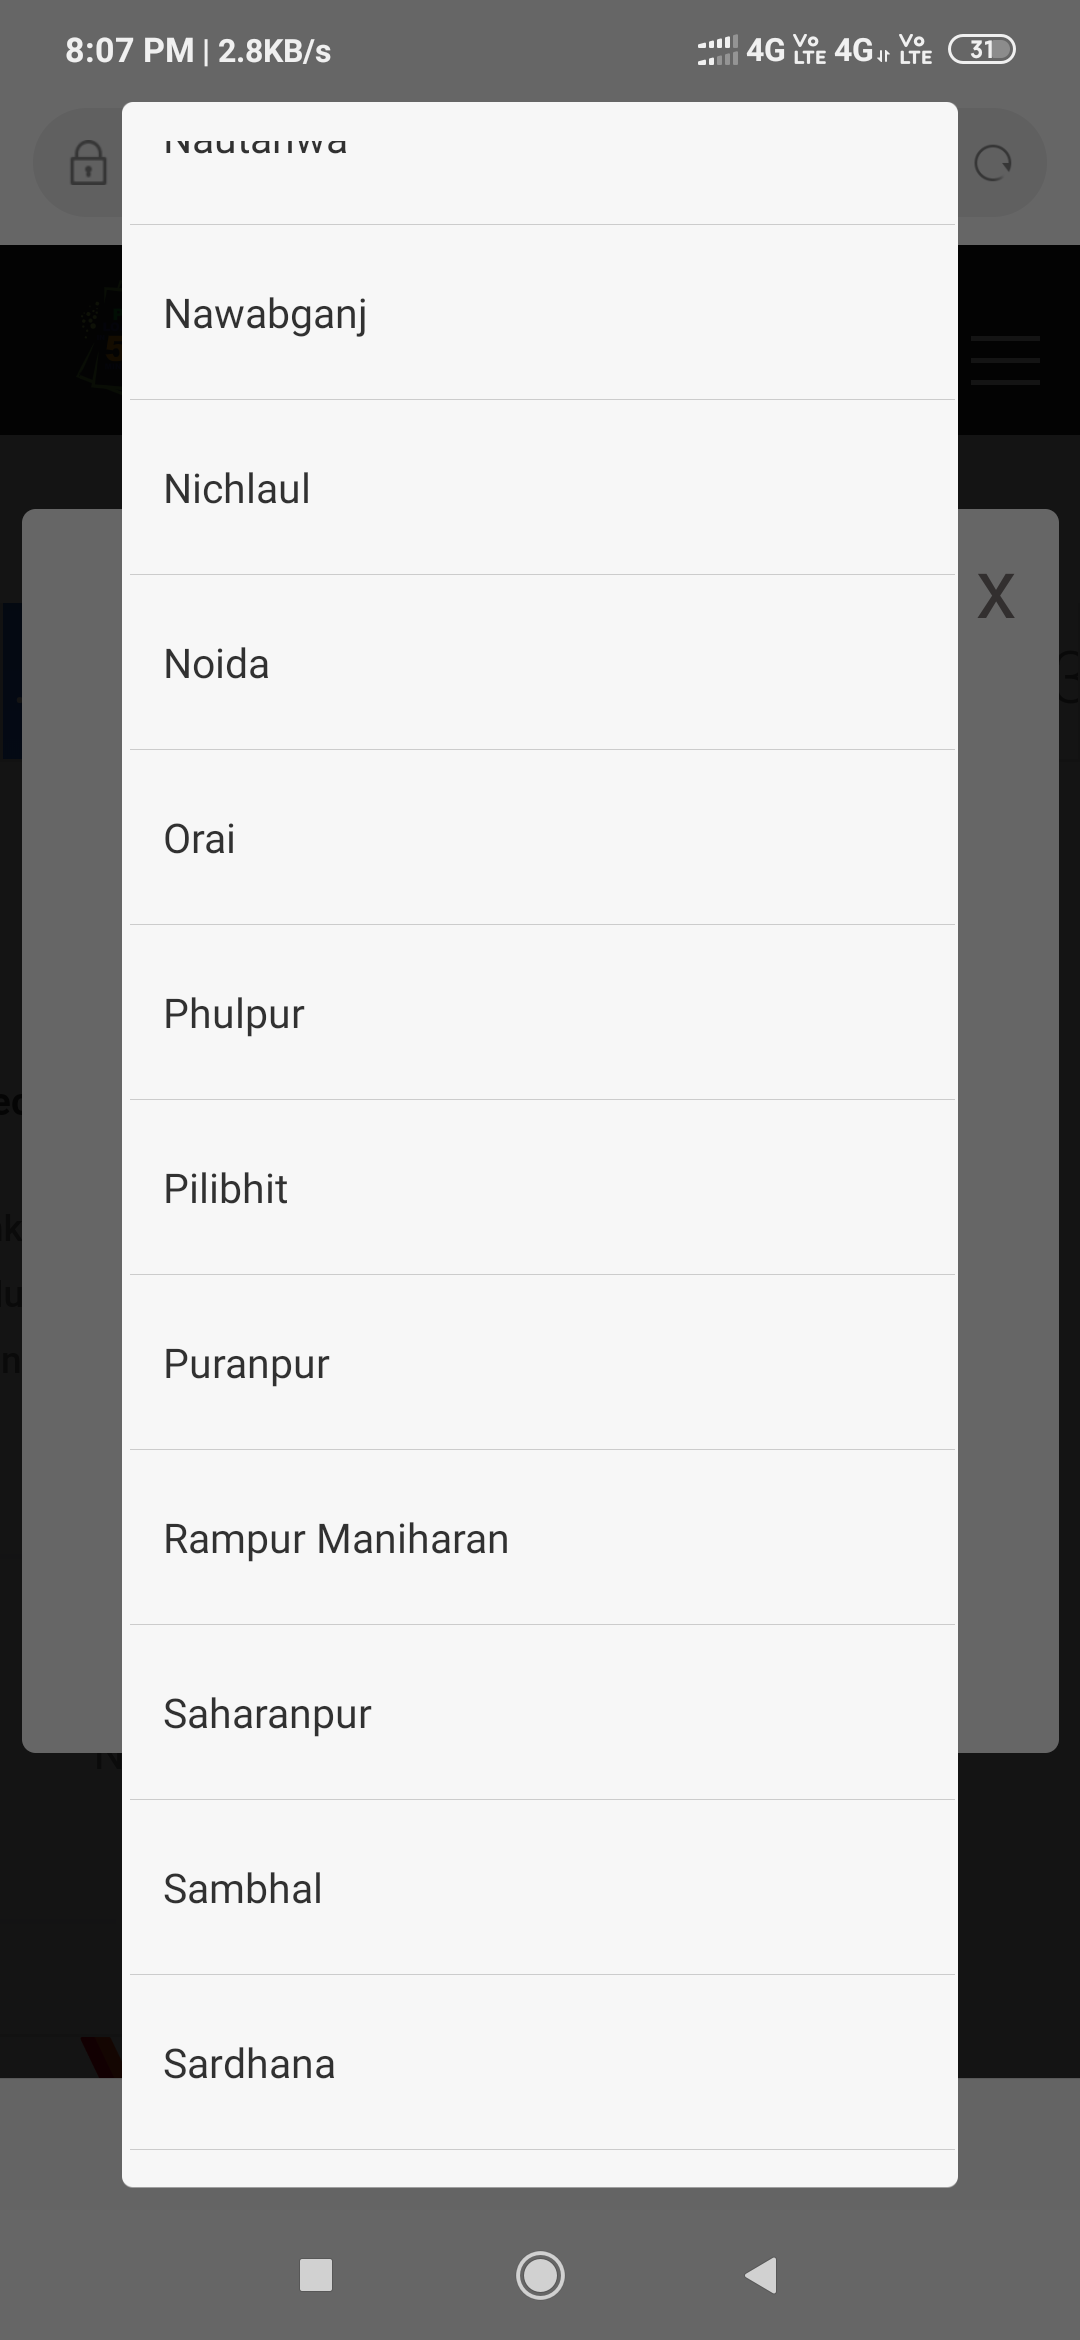 8:07 PM | 2.8KB/s
4G Vo LTE 4G Vo LTE 31
Nautanwa
Nawabganj
Nichlaul
X
Noida
Orai
Phulpur
Pilibhit
Puranpur
Rampur Maniharan
Saharanpur
Sambhal
Sardhana